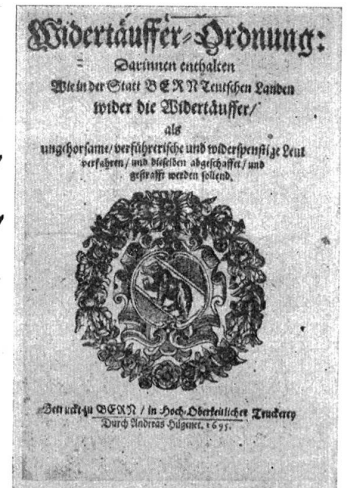 Widertäuffer-Ordnung:
Darinnen enthalten
Wie in der Statt BERN Teutschen Landen
wider die Widertäuffer/
als
ungehorsame/ verführerische und widerspenstige Leut
verfahren/ und dieselben abgeschaffet/ und
gestrafft werden sollend.
Getruckt zu BERN/ in Hoch-Oberkeitlicher Truckerey
Durch Andreas Hügenet. 1695.